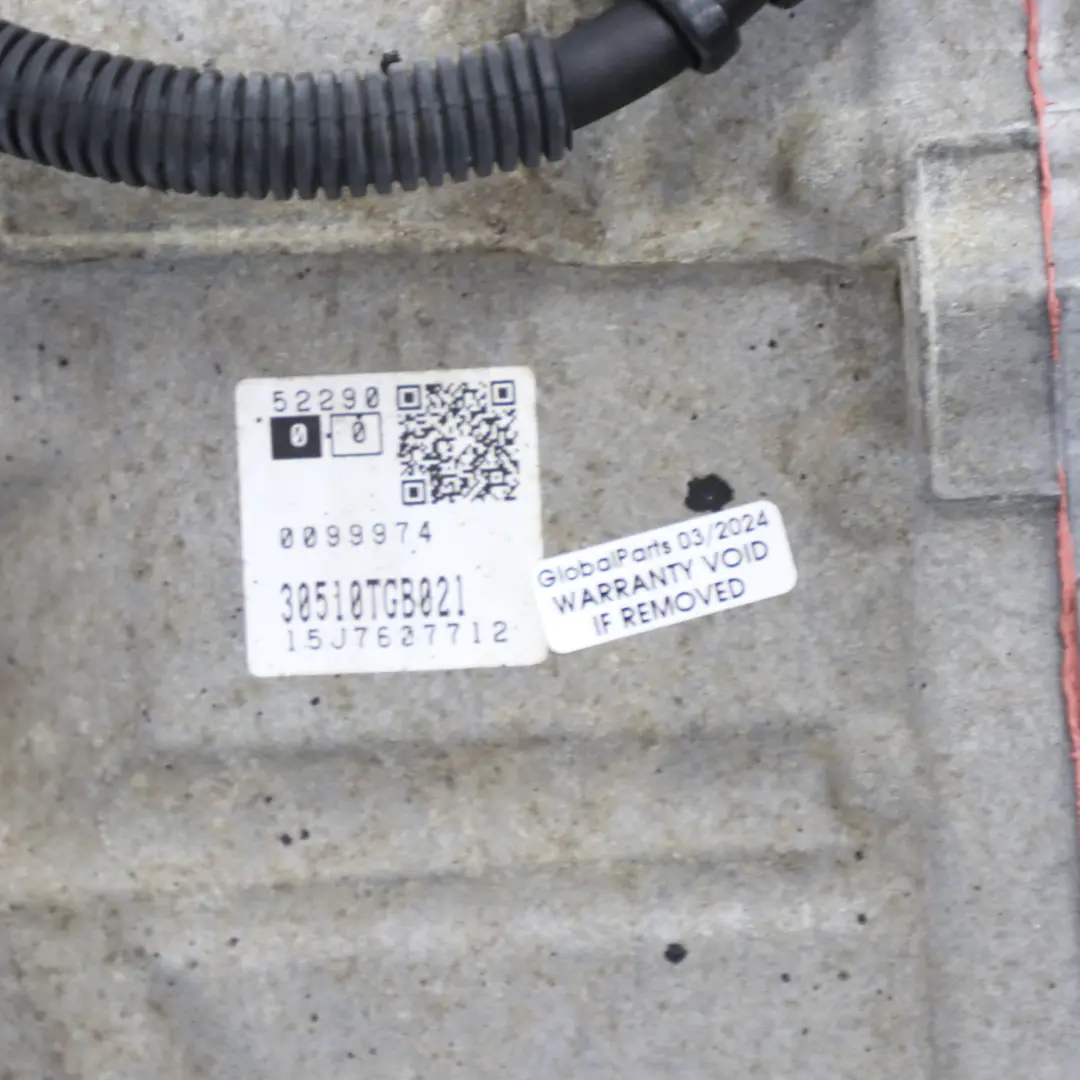 52290
0 0
0099974
30510TGB021
15J7607712
GlobalParts 03/2024
WARRANTY VOID
IF REMOVED